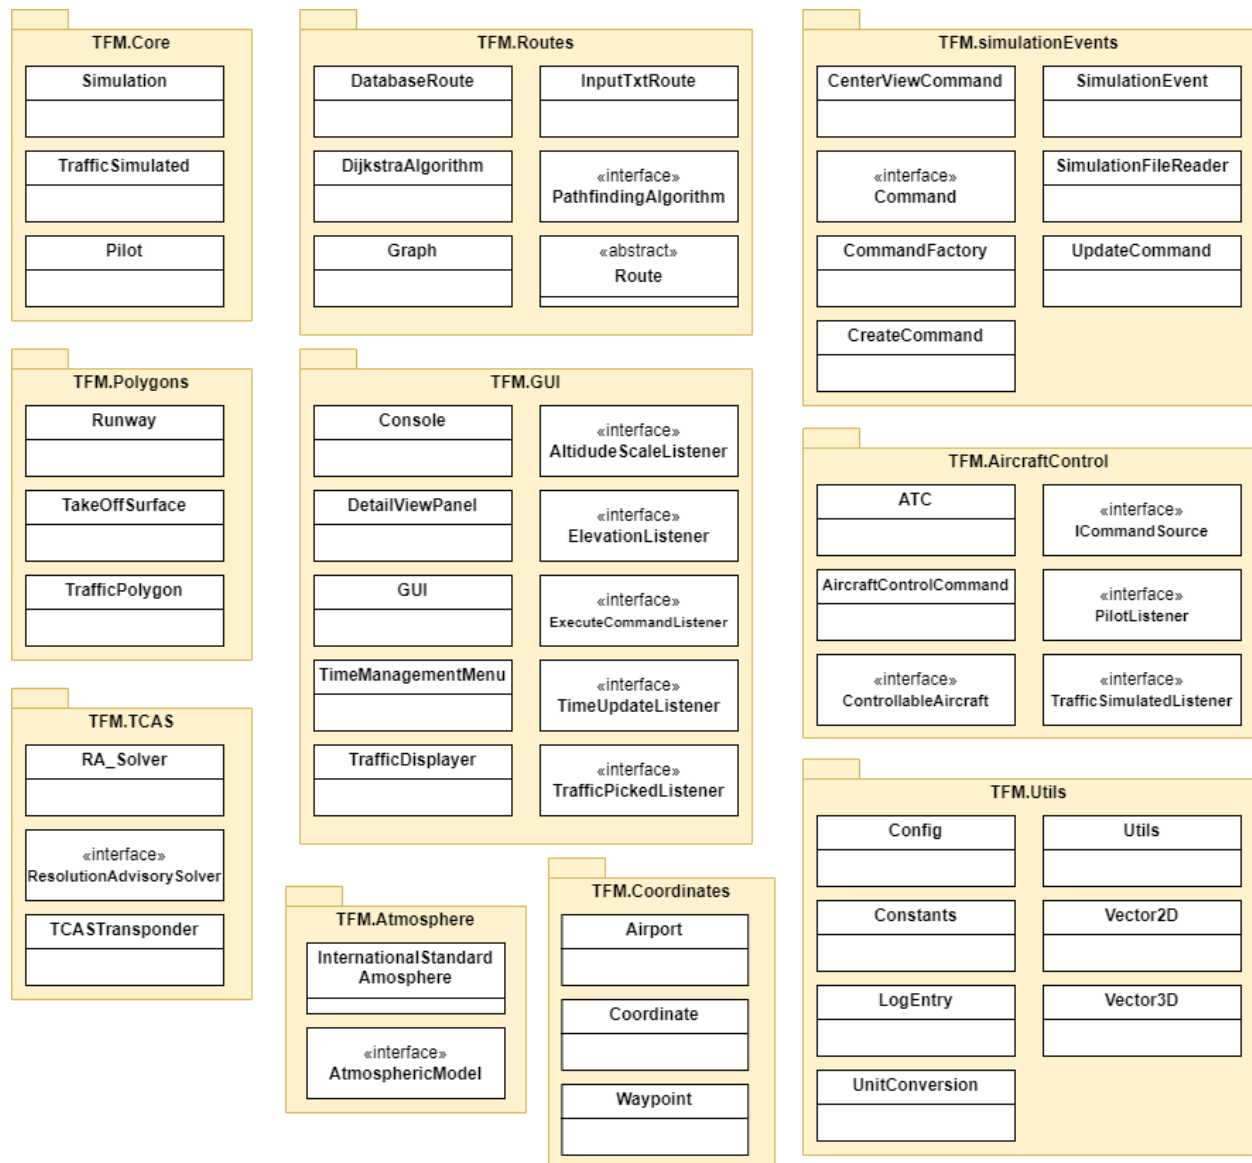 TFM.Core
Simulation
TrafficSimulated
Pilot
TFM.Routes
DatabaseRoute
InputTxtRoute
DijkstraAlgorithm
«interface»
PathfindingAlgorithm
Graph
«abstract»
Route
TFM.simulationEvents
CenterViewCommand
SimulationEvent
«interface»
Command
SimulationFileReader
CommandFactory
UpdateCommand
CreateCommand
TFM.Polygons
Runway
TakeOffSurface
TrafficPolygon
TFM.GUI
Console
«interface»
AltidudeScaleListener
DetailViewPanel
«interface»
ElevationListener
GUI
«interface»
ExecuteCommandListener
TimeManagementMenu
«interface»
TimeUpdateListener
TrafficDisplayer
«interface»
TrafficPickedListener
TFM.AircraftControl
ATC
«interface»
ICommandSource
AircraftControlCommand
«interface»
PilotListener
«interface»
ControllableAircraft
«interface»
TrafficSimulatedListener
TFM.TCAS
RA_Solver
«interface»
ResolutionAdvisorySolver
TCASTransponder
TFM.Atmosphere
InternationalStandard
Amosphere
«interface»
AtmosphericModel
TFM.Coordinates
Airport
Coordinate
Waypoint
TFM.Utils
Config
Utils
Constants
Vector2D
LogEntry
Vector3D
UnitConversion